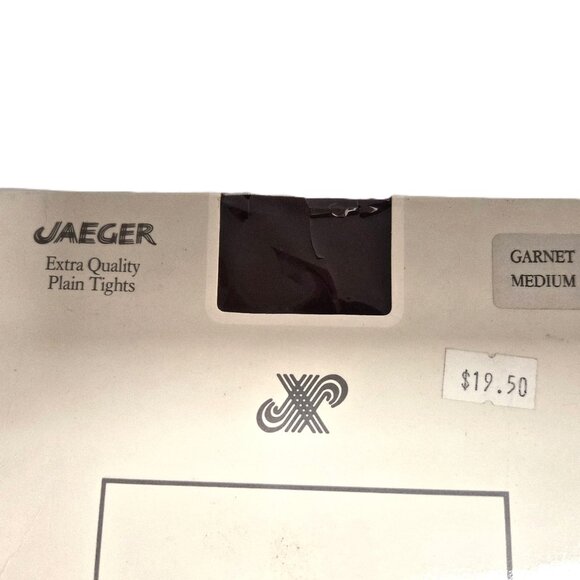 JAEGER
Extra Quality
Plain Tights
GARNET
MEDIUM
$19.50